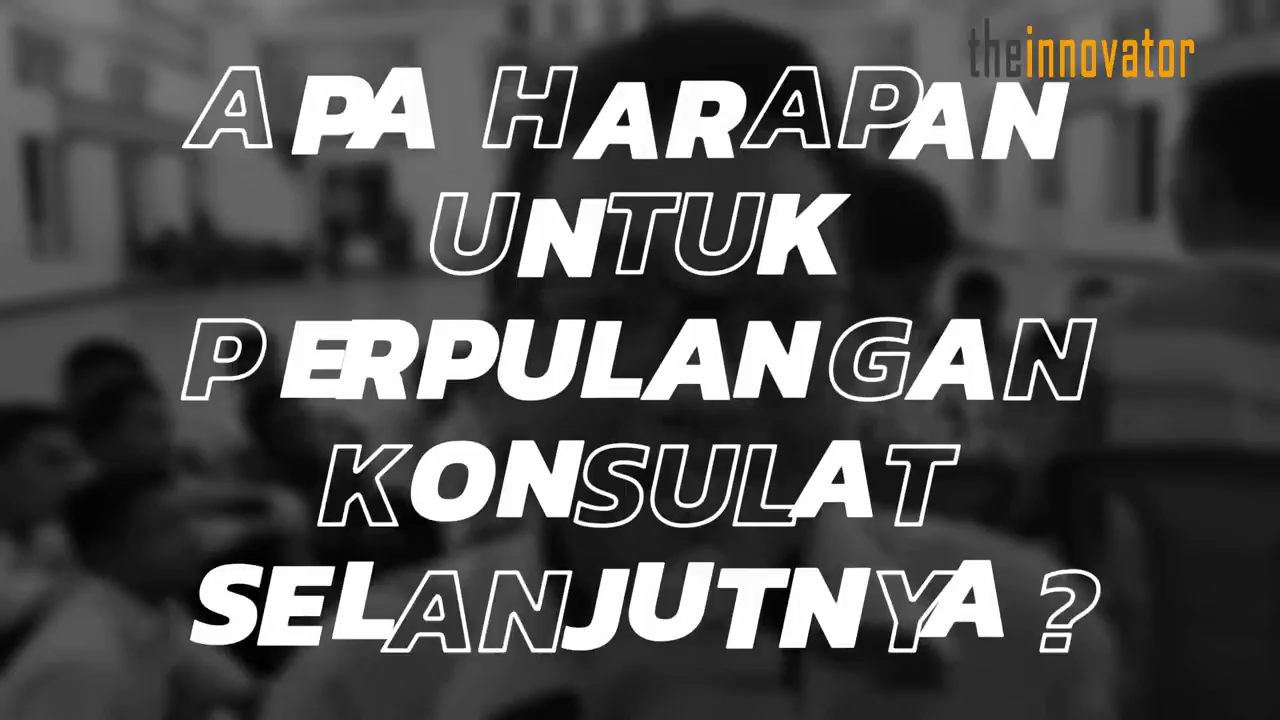 theinnovator
APA HARAPAN
UNTUK
PERPULANGAN
KONSULAT
SELANJUTNYA ?